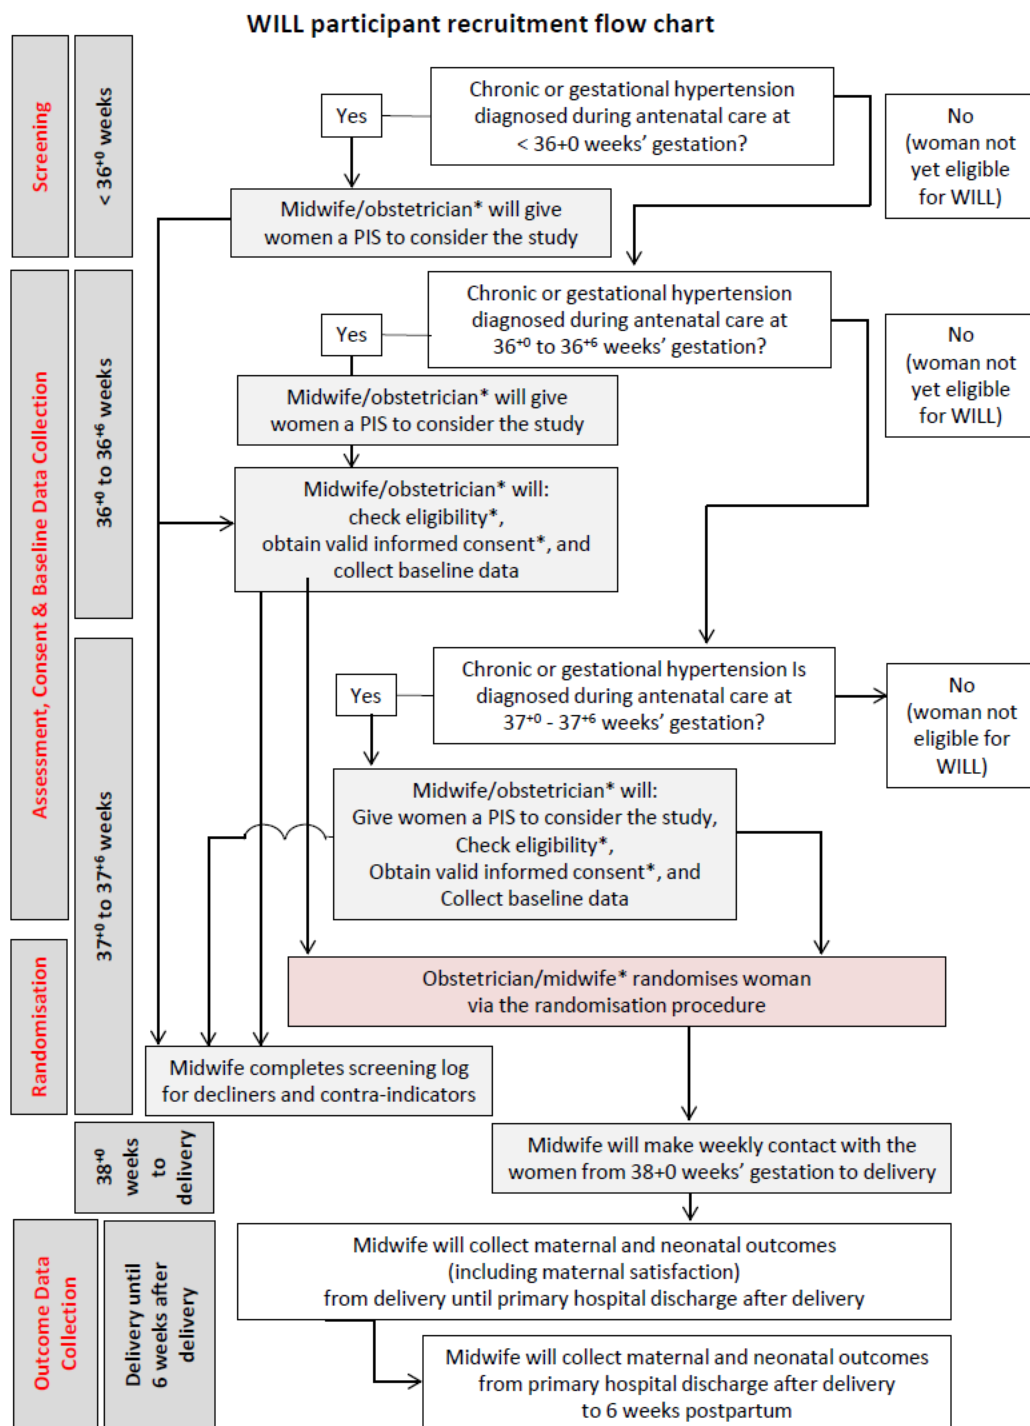 WILL participant recruitment flow chart
Screening
< 36⁺⁰ weeks
Chronic or gestational hypertension
diagnosed during antenatal care at
< 36+0 weeks’ gestation?
Yes
No
(woman not
yet eligible
for WILL)
Midwife/obstetrician* will give
women a PIS to consider the study
Assessment, Consent & Baseline Data Collection
36⁺⁰ to 36⁺⁶ weeks
Chronic or gestational hypertension
diagnosed during antenatal care at
36⁺⁰ to 36⁺⁶ weeks’ gestation?
Yes
No
(woman not
yet eligible
for WILL)
Midwife/obstetrician* will give
women a PIS to consider the study
Midwife/obstetrician* will:
check eligibility*,
obtain valid informed consent*, and
collect baseline data
37⁺⁰ to 37⁺⁶ weeks
Chronic or gestational hypertension Is
diagnosed during antenatal care at
37⁺⁰ - 37⁺⁶ weeks’ gestation?
Yes
No
(woman not
eligible for
WILL)
Midwife/obstetrician* will:
Give women a PIS to consider the study,
Check eligibility*,
Obtain valid informed consent*, and
Collect baseline data
Randomisation
Obstetrician/midwife* randomises woman
via the randomisation procedure
Midwife completes screening log
for decliners and contra-indicators
38⁺⁰
weeks
to
delivery
Midwife will make weekly contact with the
women from 38+0 weeks’ gestation to delivery
Outcome Data
Collection
Delivery until
6 weeks after
delivery
Midwife will collect maternal and neonatal outcomes
(including maternal satisfaction)
from delivery until primary hospital discharge after delivery
Midwife will collect maternal and neonatal outcomes
from primary hospital discharge after delivery
to 6 weeks postpartum